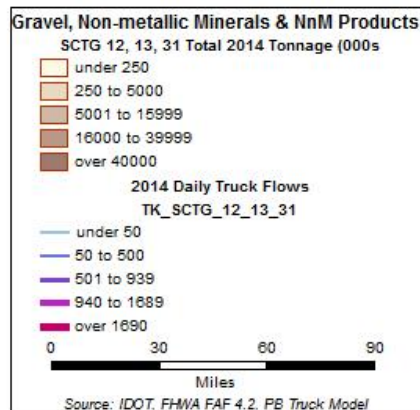 Gravel, Non-metallic Minerals & NnM Products
SCTG 12, 13, 31 Total 2014 Tonnage (000s
under 250
250 to 5000
5001 to 15999
16000 to 39999
over 40000
2014 Daily Truck Flows
TK_SCTG_12_13_31
under 50
50 to 500
501 to 939
940 to 1689
over 1690
0 30 60 90
Miles
Source: IDOT, FHWA FAF 4.2, PB Truck Model